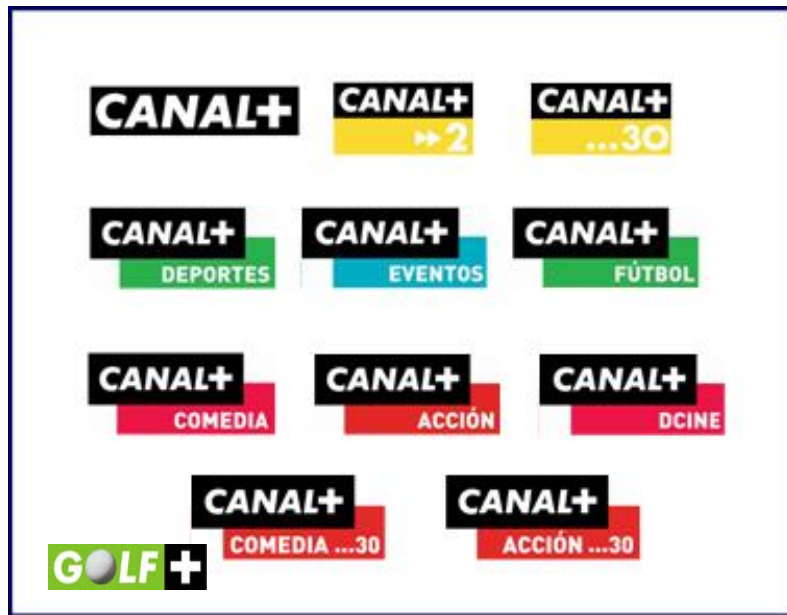 CANAL+
CANAL+
2
CANAL+
...30
CANAL+
DEPORTES
CANAL+
EVENTOS
CANAL+
FÚTBOL
CANAL+
COMEDIA
CANAL+
ACCIÓN
CANAL+
DCINE
CANAL+
COMEDIA ...30
CANAL+
ACCIÓN ...30
GOLF +